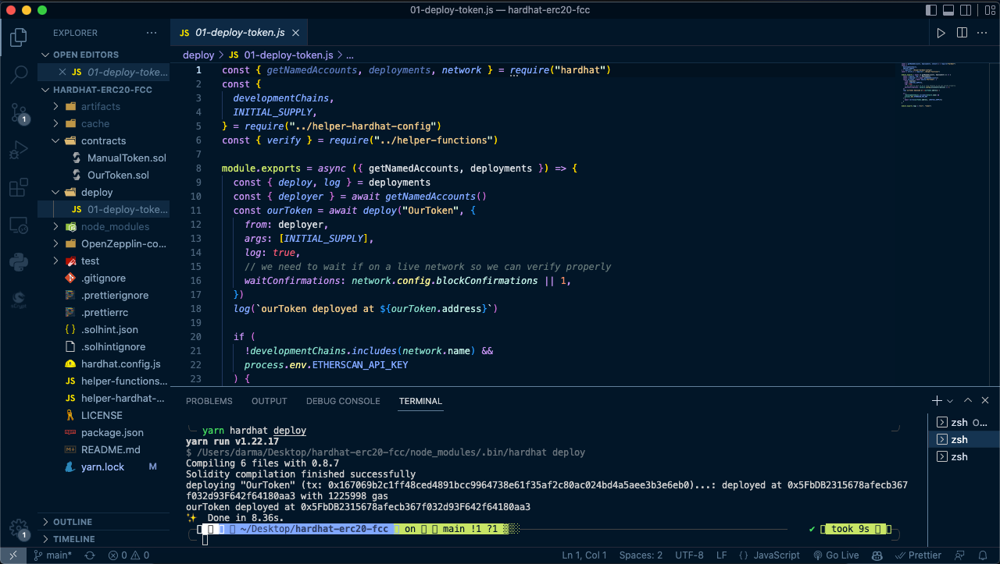 01-deploy-token.js — hardhat-erc20-fcc
EXPLORER
OPEN EDITORS
JS 01-deploy-toke...
HARDHAT-ERC20-FCC
artifacts
cache
contracts
ManualToken.sol
OurToken.sol
deploy
JS 01-deploy-toke...
node_modules
OpenZepplin-co...
test
.gitignore
.prettierignore
.prettierrc
{ } .solhint.json
.solhintignore
hardhat.config.js
JS helper-functions...
JS helper-hardhat-...
LICENSE
package.json
README.md
yarn.lock M
OUTLINE
TIMELINE
1
1
JS 01-deploy-token.js
deploy > JS 01-deploy-token.js > ...
1 const { getNamedAccounts, deployments, network } = require("hardhat")
2 const {
3 developmentChains,
4 INITIAL_SUPPLY,
5 } = require("../helper-hardhat-config")
6 const { verify } = require("../helper-functions")
7
8 module.exports = async ({ getNamedAccounts, deployments }) => {
9 const { deploy, log } = deployments
10 const { deployer } = await getNamedAccounts()
11 const ourToken = await deploy("OurToken", {
12 from: deployer,
13 args: [INITIAL_SUPPLY],
14 log: true,
15 // we need to wait if on a live network so we can verify properly
16 waitConfirmations: network.config.blockConfirmations || 1,
17 })
18 log(`ourToken deployed at ${ourToken.address}`)
19
20 if (
21 !developmentChains.includes(network.name) &&
22 process.env.ETHERSCAN_API_KEY
23 ) {
PROBLEMS OUTPUT DEBUG CONSOLE TERMINAL
yarn hardhat deploy
yarn run v1.22.17
$ /Users/darma/Desktop/hardhat-erc20-fcc/node_modules/.bin/hardhat deploy
Compiling 6 files with 0.8.7
Solidity compilation finished successfully
deploying "OurToken" (tx: 0x167069b2c1ff48ced4891bcc9964738e61f35af2c80ac024bd4a5aee3b3e6eb0)...: deployed at 0x5FbDB2315678afecb367
f032d93F642f64180aa3 with 1225998 gas
ourToken deployed at 0x5FbDB2315678afecb367f032d93F642f64180aa3
✨ Done in 8.36s.
~/Desktop/hardhat-erc20-fcc on main !1 ?1 ✔ took 9s
zsh O...
zsh
zsh
main* 0 0 Ln 1, Col 1 Spaces: 2 UTF-8 LF { } JavaScript Go Live Prettier